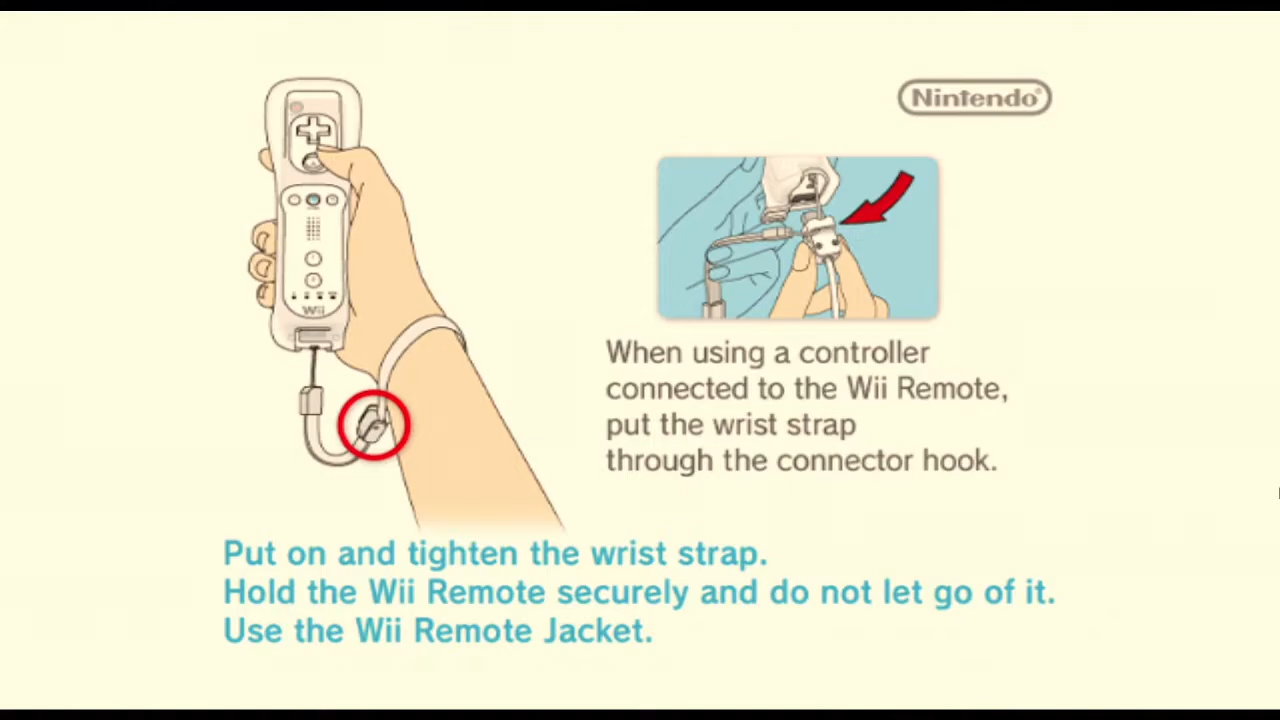 Nintendo®
Wii
When using a controller
connected to the Wii Remote,
put the wrist strap
through the connector hook.
Put on and tighten the wrist strap.
Hold the Wii Remote securely and do not let go of it.
Use the Wii Remote Jacket.